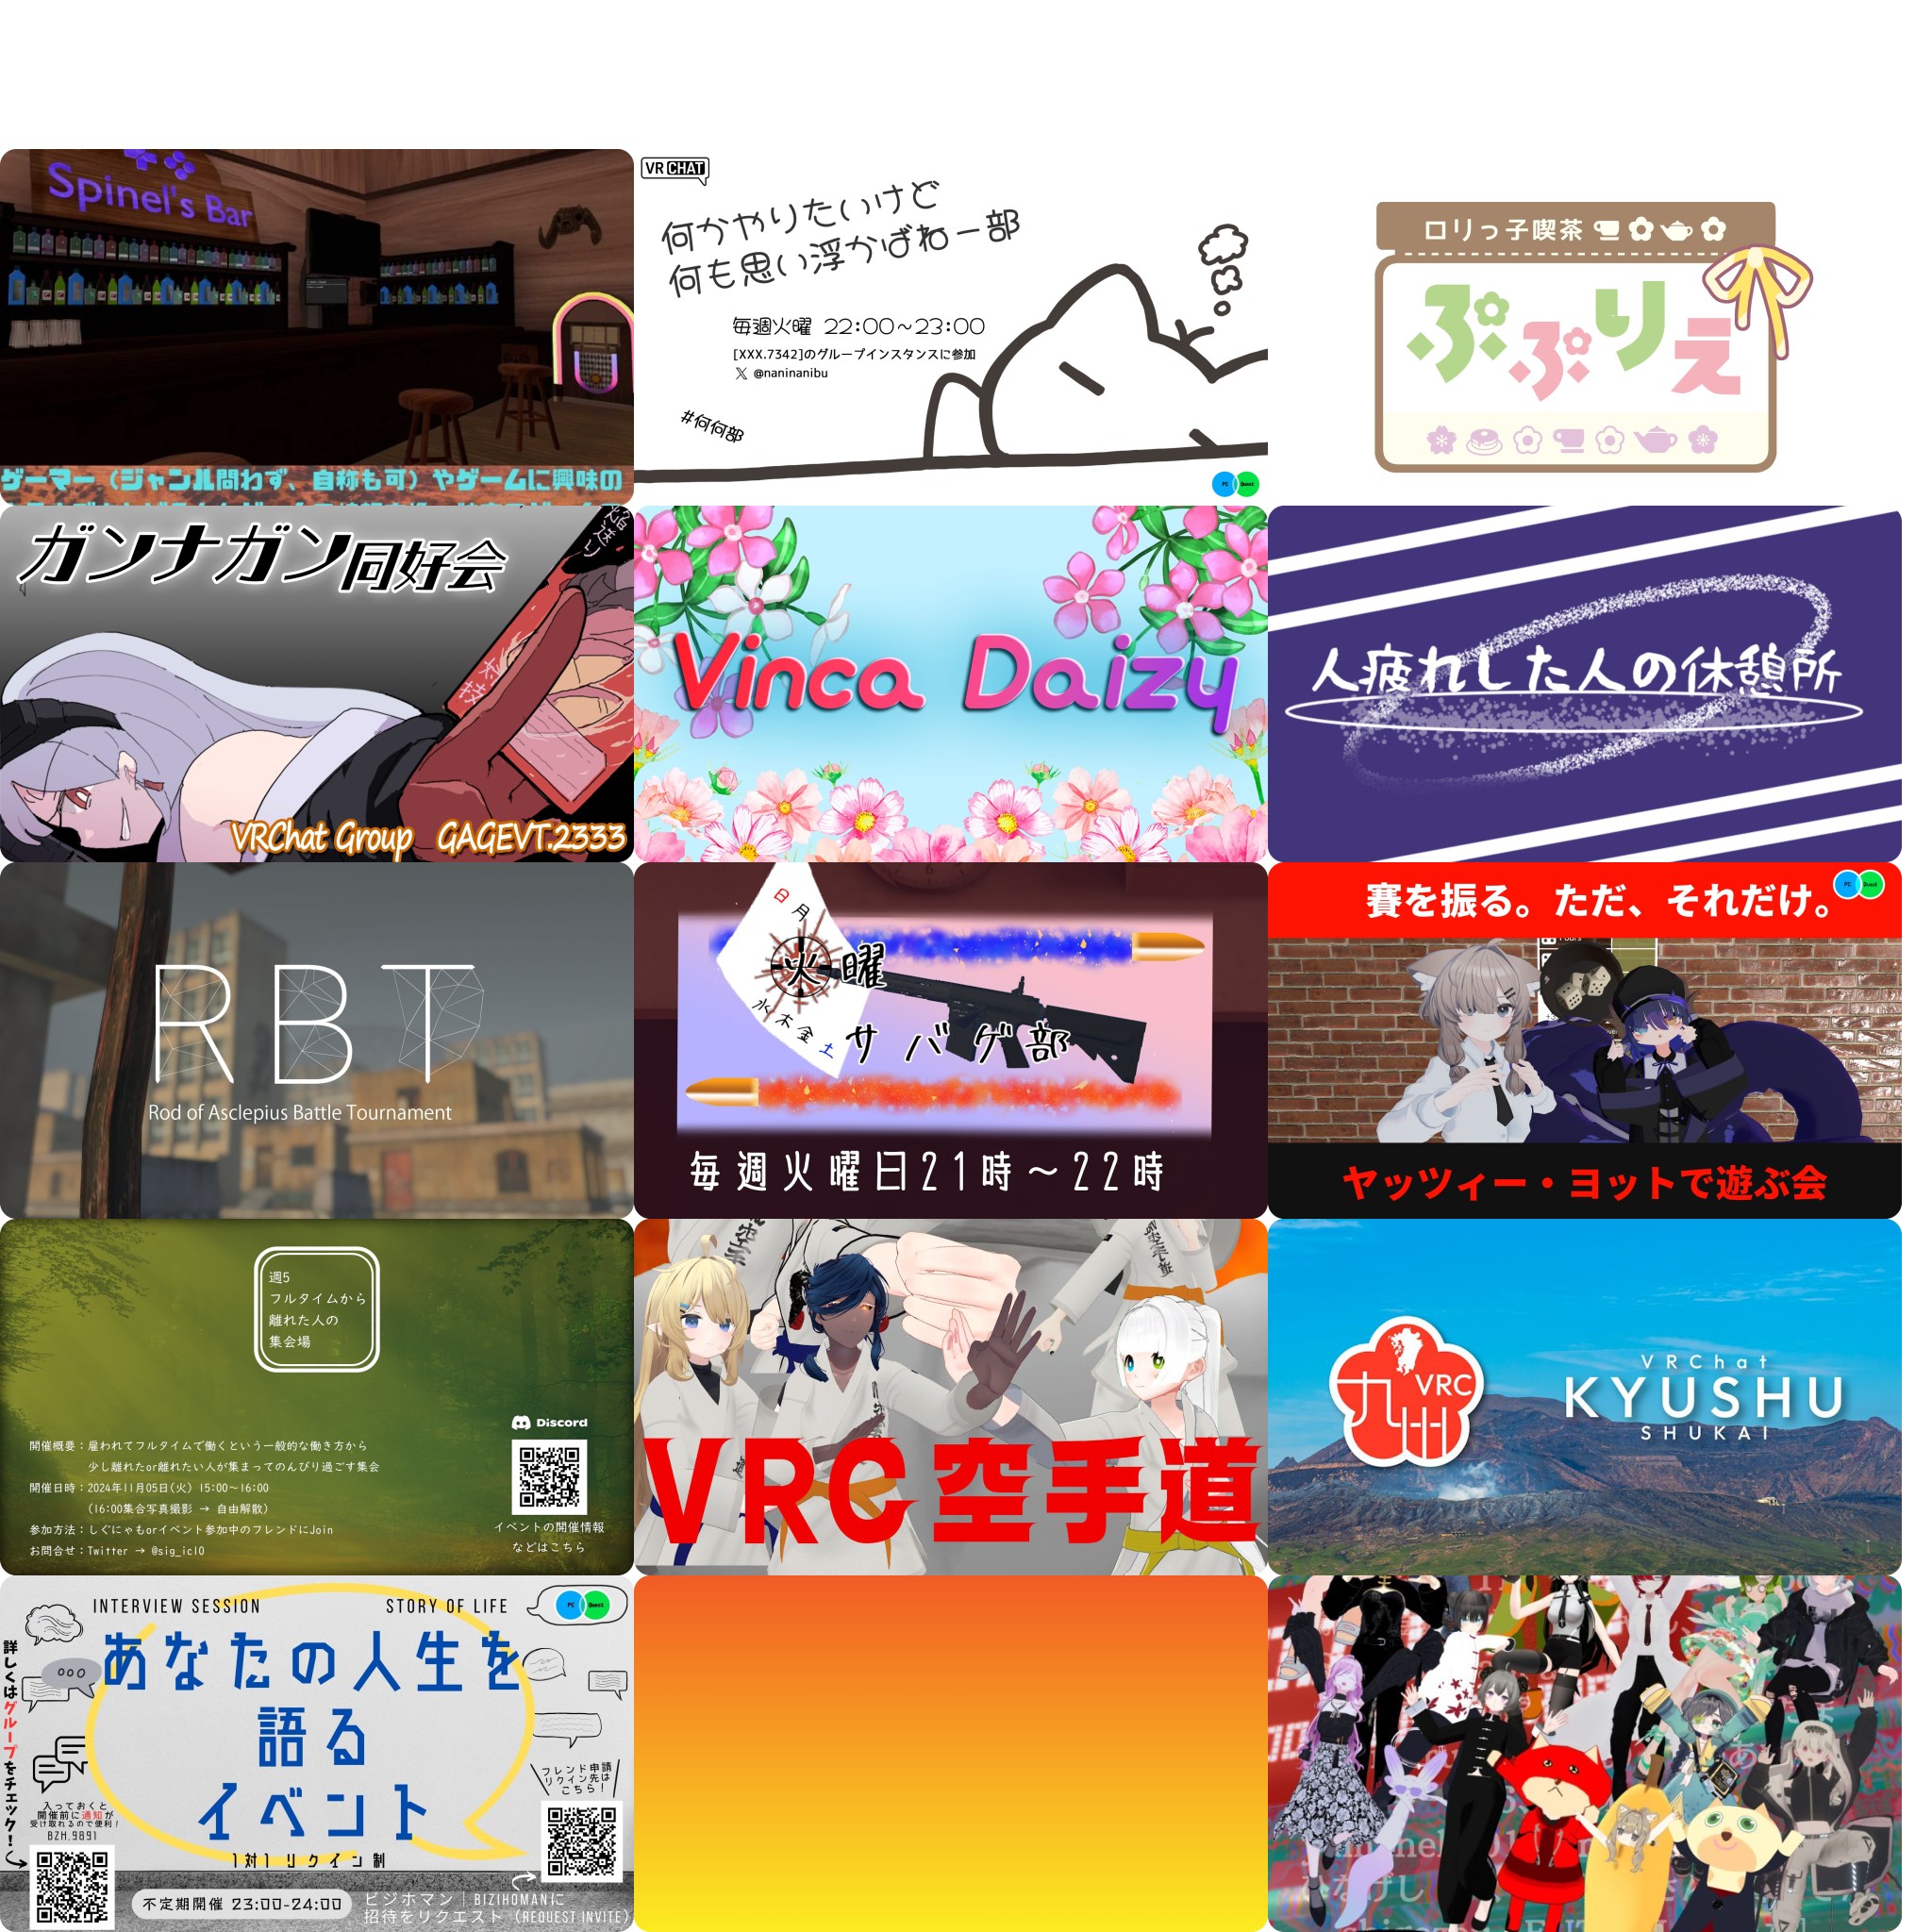 Spinel's Bar
ゲーマー（ジャンル問わず、自称も可）やゲームに興味の
VRCHAT
何かやりたいけど
何も思い浮かばねー部
毎週火曜 22:00~23:00
[XXX.7342]のグループインスタンスに参加
@naninanibu
#何何部
PC Quest
ロリっ子喫茶
ぷぷりえ
ガンナガン同好会
VRChat Group GAGEVT.2333
Vinca Daizy
人疲れした人の休憩所
RBT
Rod of Asclepius Battle Tournament
日月
火曜
水木金土
サバゲ部
毎週火曜日21時～22時
賽を振る。ただ、それだけ。
PC Quest
ヤッツィー・ヨットで遊ぶ会
週5
フルタイムから
離れた人の
集会場
Discord
開催概要：雇われてフルタイムで働くという一般的な働き方から
少し離れたor離れたい人が集まってのんびり過ごす集会
開催日時：2024年11月05日(火) 15:00~16:00
(16:00集合写真撮影 → 自由解散)
参加方法：しぐにゃもorイベント参加中のフレンドにJoin
お問合せ：Twitter → @sig_ic10
イベントの開催情報
などはこちら
VRC空手道
九州
VRC
VRChat
KYUSHU
SHUKAI
INTERVIEW SESSION
STORY OF LIFE
PC Quest
あなたの人生を
語る
イベント
1対1 リクイン制
詳しくはグループをチェック！
入っておくと
開催前に通知が
受け取れるので便利！
BZH.9891
フレンド申請
リクイン先は
こちら！
不定期開催 23:00-24:00
ビジホマン｜BIZIHOMANに
招待をリクエスト（REQUEST INVITE）